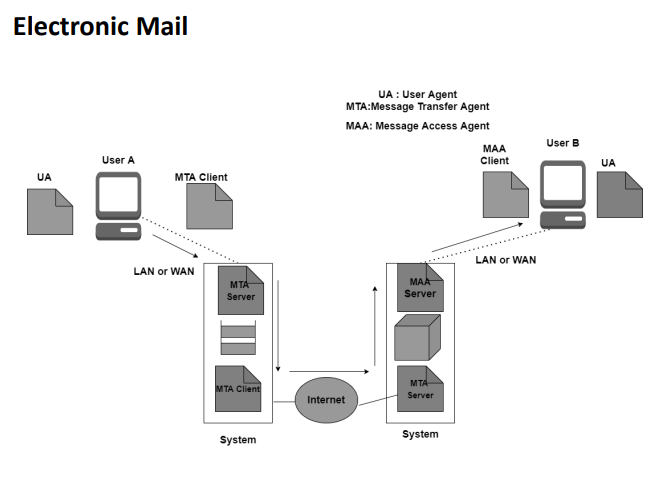 Electronic Mail
UA : User Agent
MTA:Message Transfer Agent
MAA: Message Access Agent
User A
UA
MTA Client
MAA
Client
User B
UA
LAN or WAN
LAN or WAN
MTA
Server
MAA
Server
MTA Client
Internet
MTA
Server
System
System